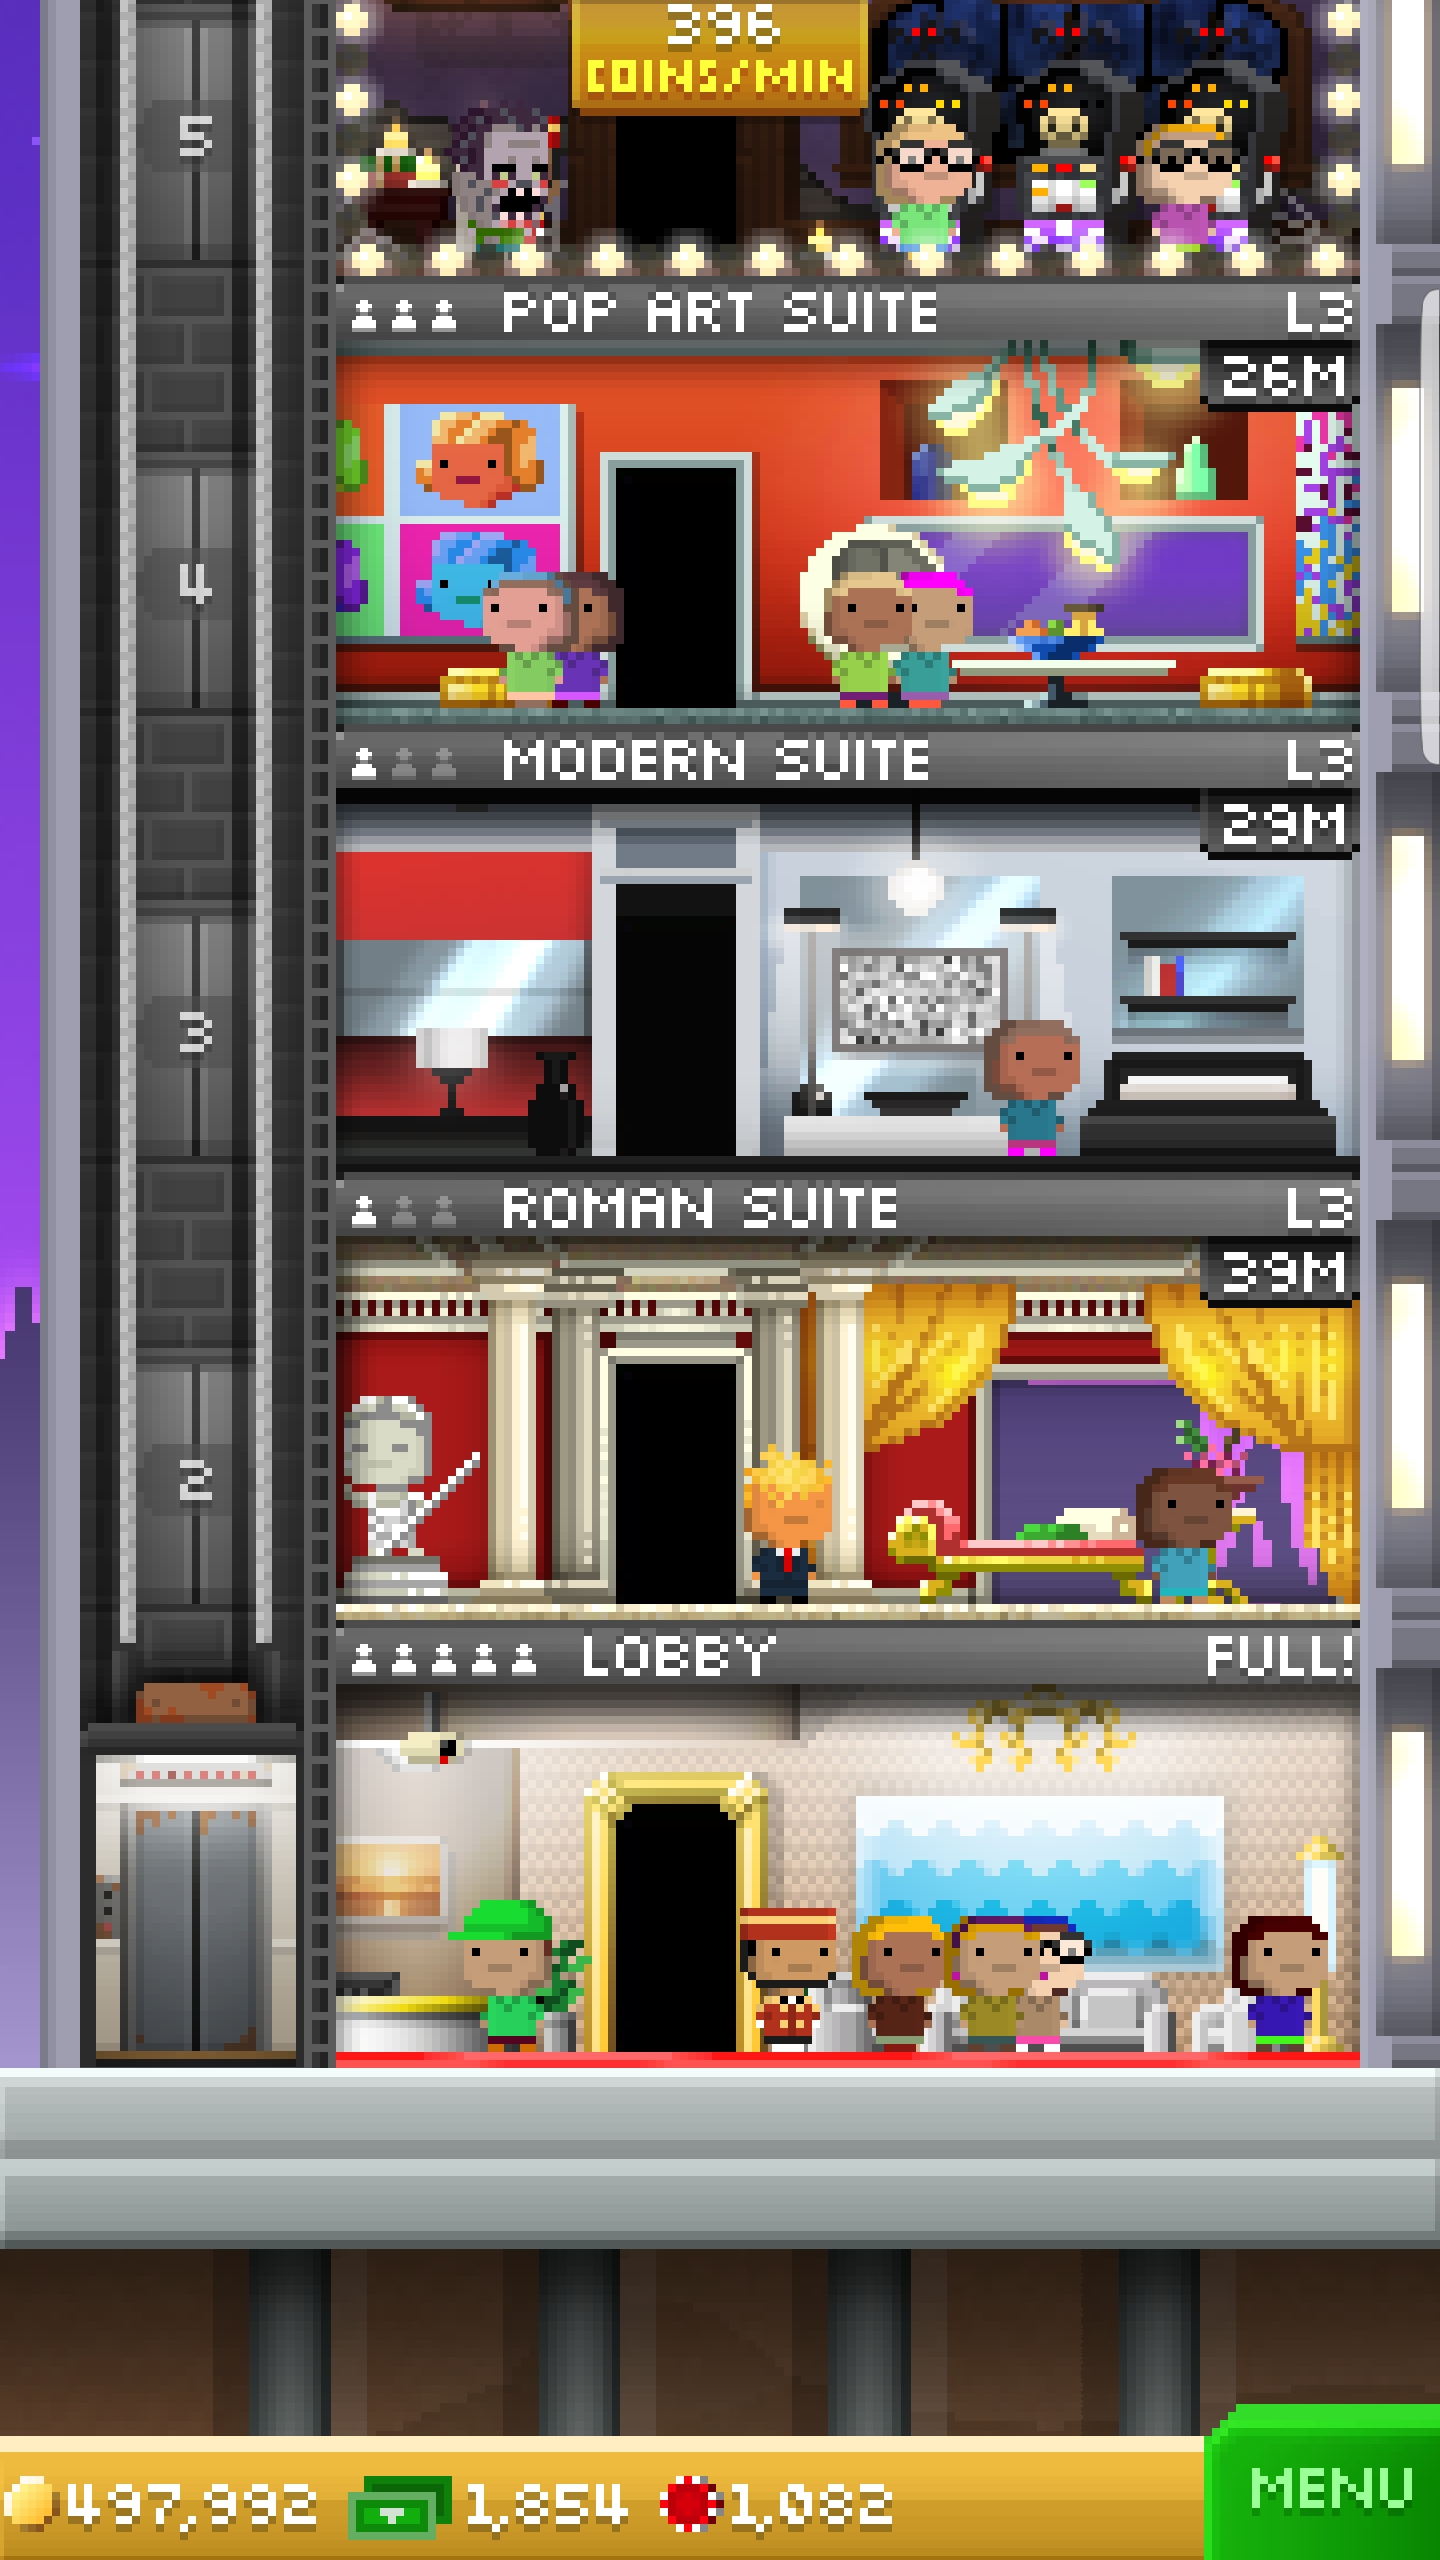 396
COINS/MIN
5
POP ART SUITE L3
26M
4
MODERN SUITE L3
29M
3
ROMAN SUITE L3
39M
2
LOBBY FULL!
497,992 1,854 1,082 MENU